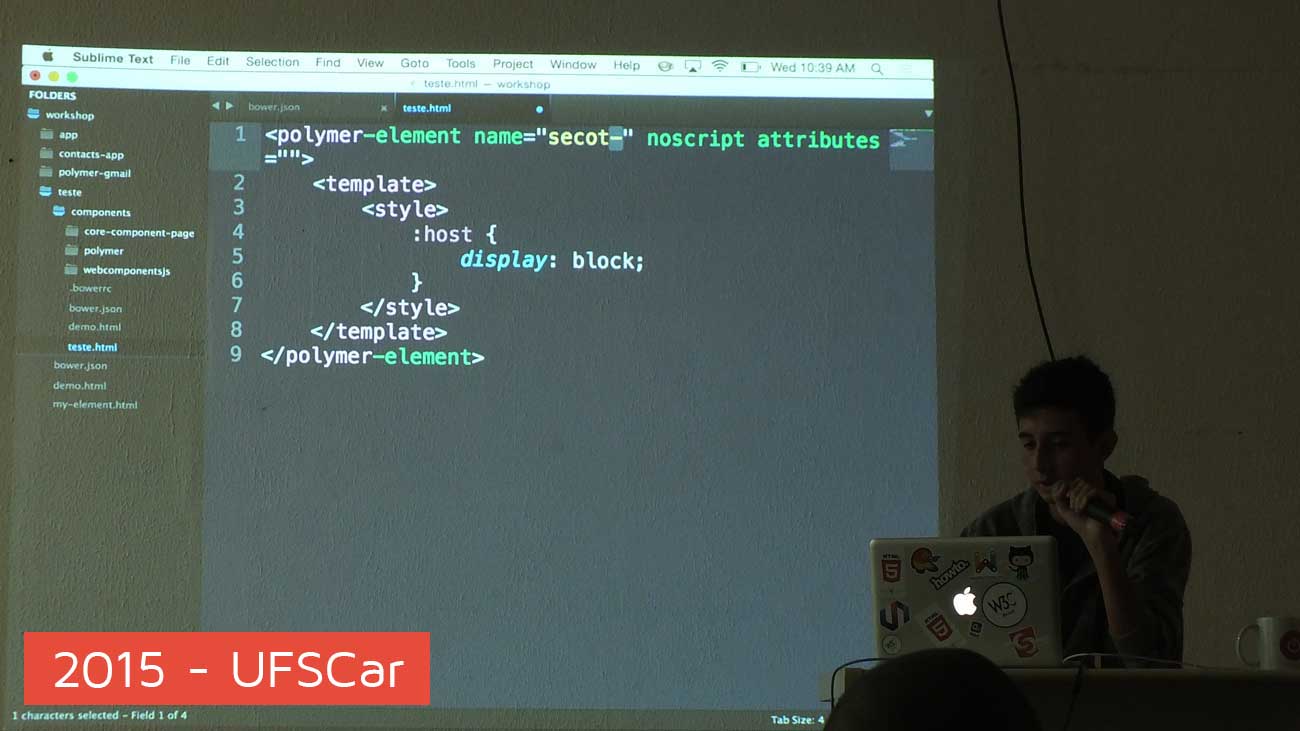 Sublime Text File Edit Selection Find View Goto Tools Project Window Help Wed 10:39 AM
teste.html — workshop
FOLDERS
workshop
app
contacts-app
polymer-gmail
teste
components
core-component-page
polymer
webcomponentsjs
.bowerrc
bower.json
demo.html
teste.html
bower.json
demo.html
my-element.html
bower.json × teste.html
1 <polymer-element name="secot-" noscript attributes
="">
2 <template>
3 <style>
4 :host {
5 display: block;
6 }
7 </style>
8 </template>
9 </polymer-element>
HTML
5
howto
W3C
HTML
5
2015 - UFSCar
1 characters selected - Field 1 of 4
Tab Size: 4